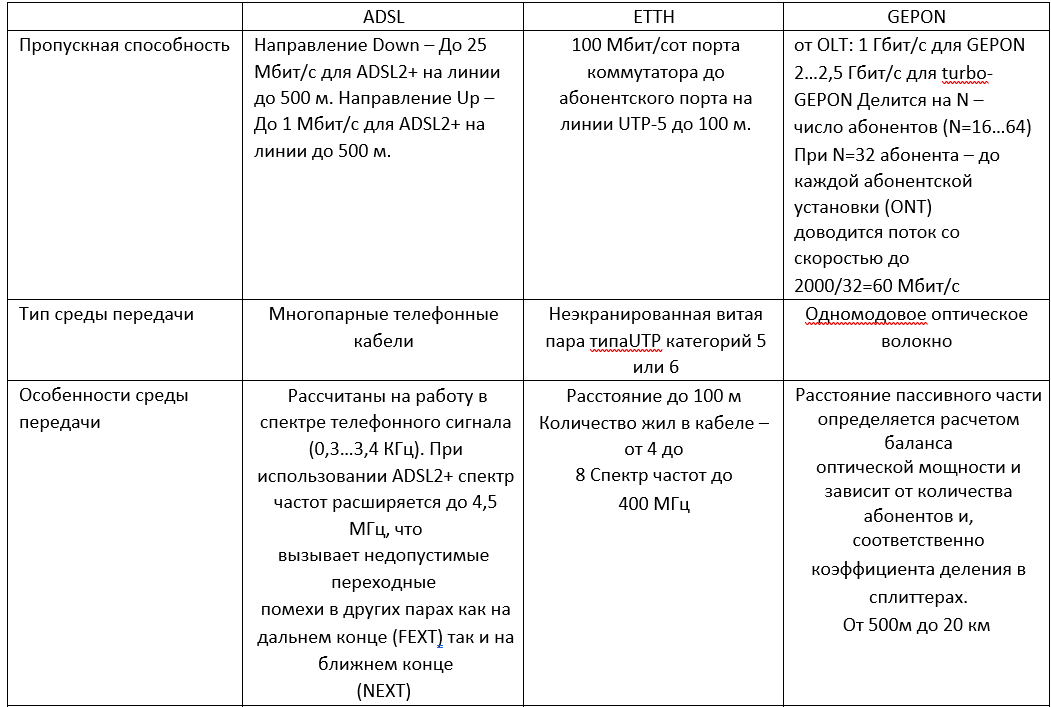 ADSL
ETTH
GEPON
Пропускная способность
Направление Down – До 25
Мбит/с для ADSL2+ на линии
до 500 м. Направление Up –
До 1 Мбит/с для ADSL2+ на
линии до 500 м.
100 Мбит/сот порта
коммутатора до
абонентского порта на
линии UTP-5 до 100 м.
от OLT: 1 Гбит/с для GEPON
2…2,5 Гбит/с для turbo-
GEPON Делится на N –
число абонентов (N=16…64)
При N=32 абонента – до
каждой абонентской
установки (ONT)
доводится поток со
скоростью до
2000/32=60 Мбит/с
Тип среды передачи
Многопарные телефонные
кабели
Неэкранированная витая
пара типаUTP категорий 5
или 6
Одномодовое оптическое
волокно
Особенности среды
передачи
Рассчитаны на работу в
спектре телефонного сигнала
(0,3…3,4 КГц). При
использовании ADSL2+ спектр
частот расширяется до 4,5
МГц, что
вызывает недопустимые
переходные
помехи в других парах как на
дальнем конце (FEXT) так и на
ближнем конце
(NEXT)
Расстояние до 100 м
Количество жил в кабеле –
от 4 до
8 Спектр частот до
400 МГц
Расстояние пассивного части
определяется расчетом
баланса
оптической мощности и
зависит от количества
абонентов и,
соответственно
коэффициента деления в
сплиттерах.
От 500м до 20 км